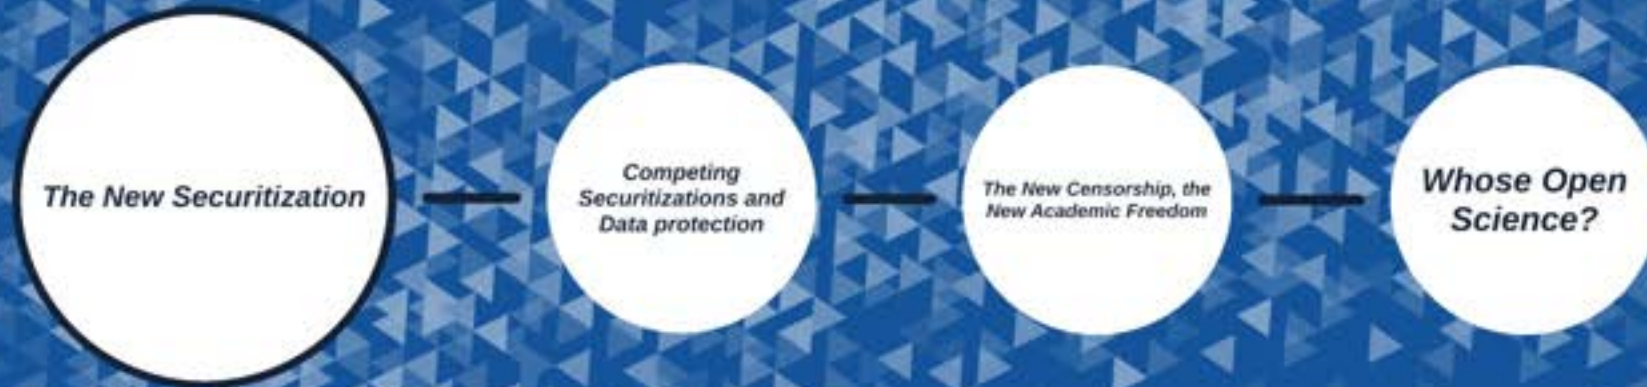 The New Securitization
Competing
Securitizations and
Data protection
The New Censorship, the
New Academic Freedom
Whose Open
Science?